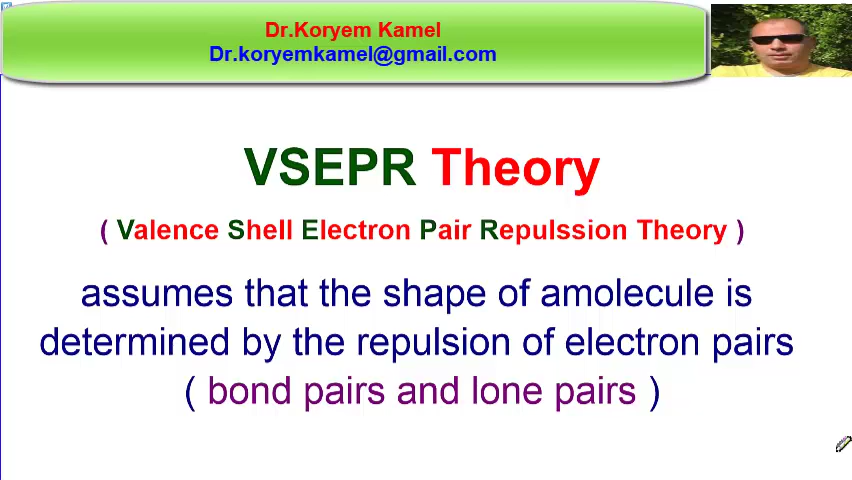 Dr.Koryem Kamel
Dr.koryemkamel@gmail.com
VSEPR Theory
( Valence Shell Electron Pair Repulssion Theory )
assumes that the shape of amolecule is
determined by the repulsion of electron pairs
( bond pairs and lone pairs )